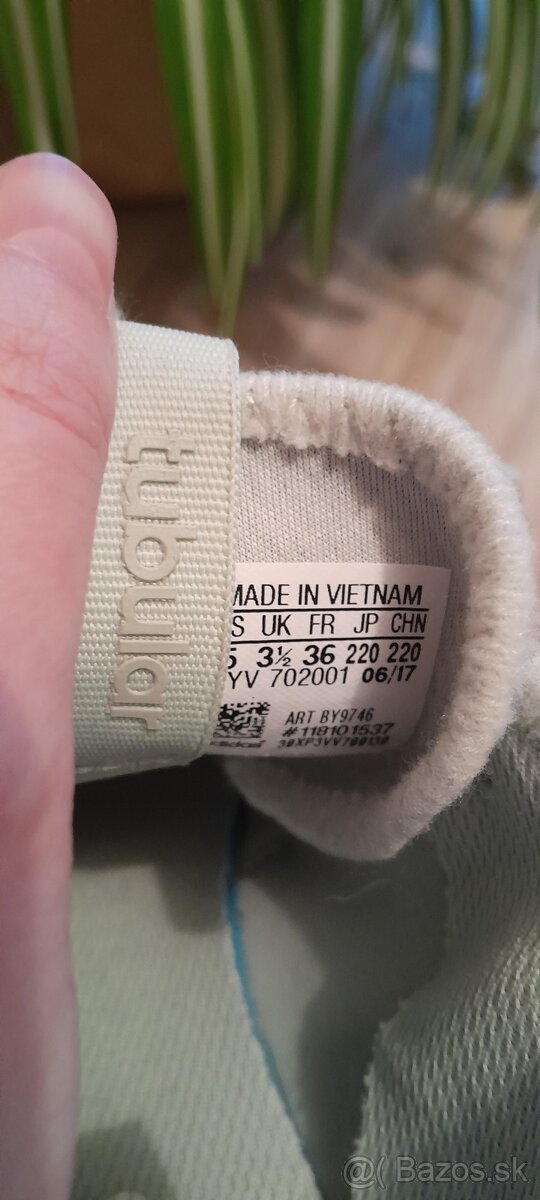 tubular
MADE IN VIETNAM
UK FR JP CHN
3½ 36 220 220
YV 702001 06/17
ART BY9746
#118101537
adidas
@( Bazos.sk